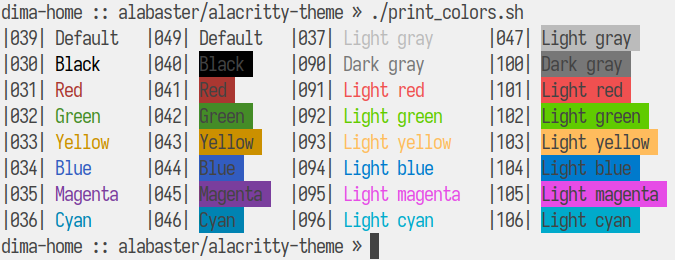 dima-home :: alabaster/alacritty-theme » ./print_colors.sh
|039| Default |049| Default |037| Light gray |047| Light gray
|030| Black |040| Black |090| Dark gray |100| Dark gray
|031| Red |041| Red |091| Light red |101| Light red
|032| Green |042| Green |092| Light green |102| Light green
|033| Yellow |043| Yellow |093| Light yellow |103| Light yellow
|034| Blue |044| Blue |094| Light blue |104| Light blue
|035| Magenta |045| Magenta |095| Light magenta |105| Light magenta
|036| Cyan |046| Cyan |096| Light cyan |106| Light cyan
dima-home :: alabaster/alacritty-theme »